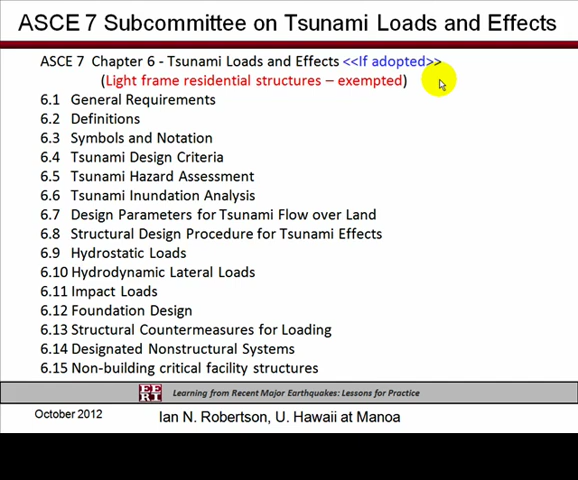 ASCE 7 Subcommittee on Tsunami Loads and Effects
ASCE 7 Chapter 6 - Tsunami Loads and Effects <<If adopted>>
(Light frame residential structures – exempted)
6.1 General Requirements
6.2 Definitions
6.3 Symbols and Notation
6.4 Tsunami Design Criteria
6.5 Tsunami Hazard Assessment
6.6 Tsunami Inundation Analysis
6.7 Design Parameters for Tsunami Flow over Land
6.8 Structural Design Procedure for Tsunami Effects
6.9 Hydrostatic Loads
6.10 Hydrodynamic Lateral Loads
6.11 Impact Loads
6.12 Foundation Design
6.13 Structural Countermeasures for Loading
6.14 Designated Nonstructural Systems
6.15 Non-building critical facility structures
EERI Learning from Recent Major Earthquakes: Lessons for Practice
October 2012 Ian N. Robertson, U. Hawaii at Manoa